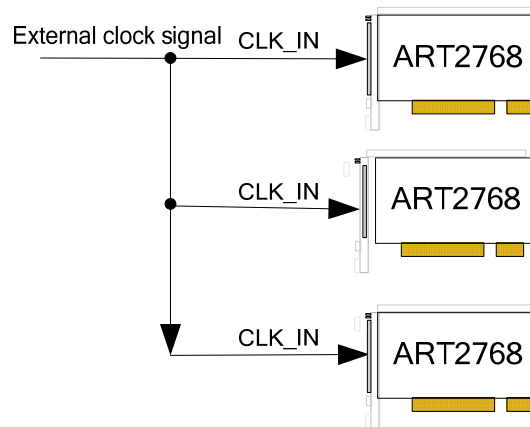 External clock signal
CLK_IN
ART2768
CLK_IN
ART2768
CLK_IN
ART2768